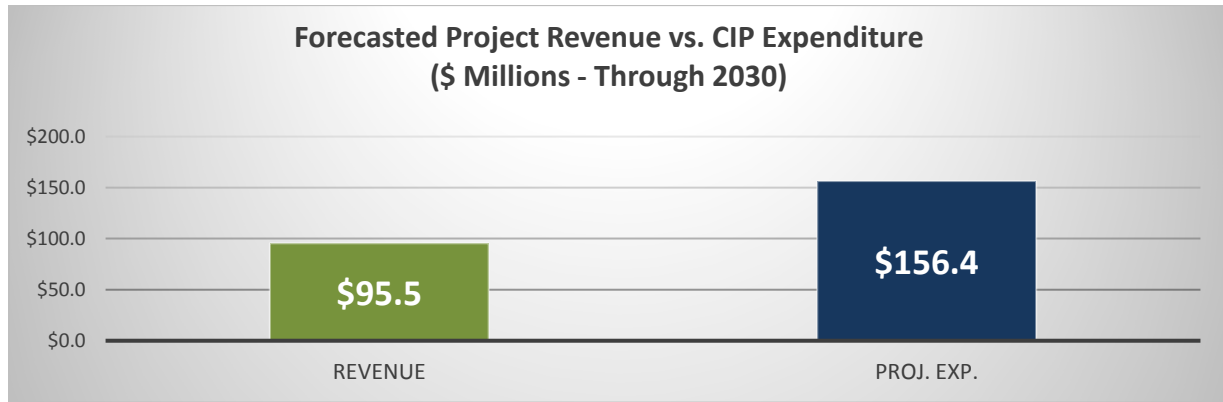 Forecasted Project Revenue vs. CIP Expenditure
($ Millions - Through 2030)
$200.0
$150.0
$100.0
$50.0
$0.0
$95.5
$156.4
REVENUE
PROJ. EXP.